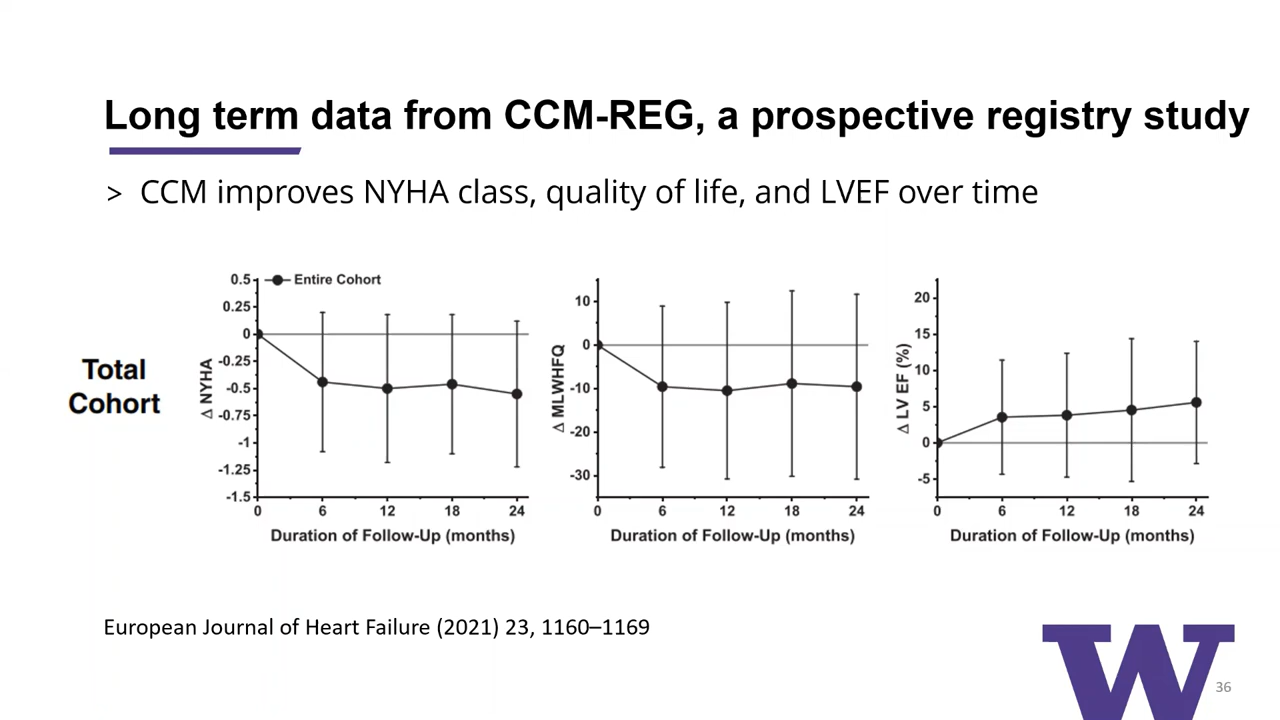 Long term data from CCM-REG, a prospective registry study
> CCM improves NYHA class, quality of life, and LVEF over time
Total
Cohort
Entire Cohort
Δ NYHA
0.5
0.25
0
-0.25
-0.5
-0.75
-1
-1.25
-1.5
0 6 12 18 24
Duration of Follow-Up (months)
Δ MLWHFQ
10
0
-10
-20
-30
0 6 12 18 24
Duration of Follow-Up (months)
Δ LV EF (%)
20
15
10
5
0
-5
0 6 12 18 24
Duration of Follow-Up (months)
European Journal of Heart Failure (2021) 23, 1160–1169
W
36